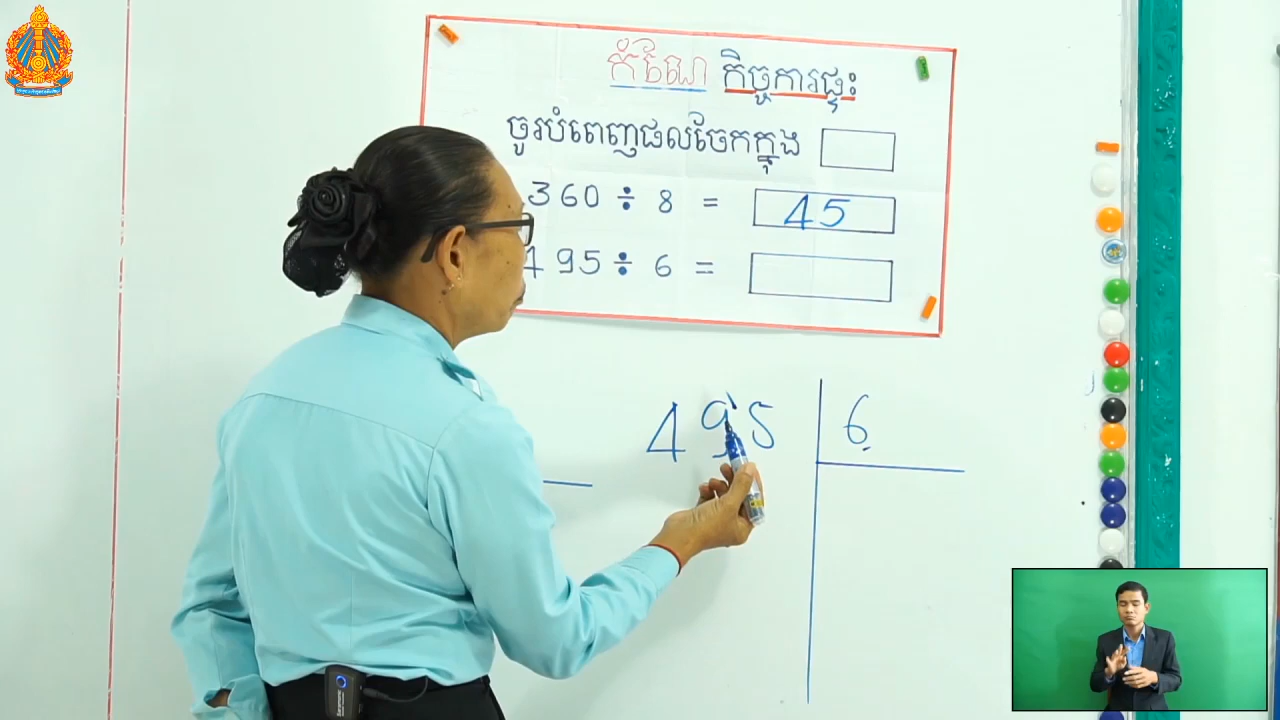 កំណែ កិច្ចការផ្ទះ
ចូរបំពេញផលចែកក្នុង
360 ÷ 8 = 45
495 ÷ 6 =
495 6